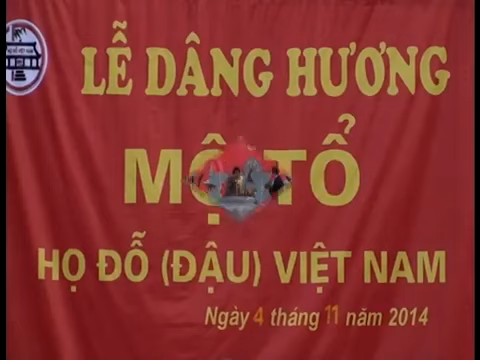 LỄ DÂNG HƯƠNG
MỘ TỔ
HỌ ĐỖ (ĐẬU) VIỆT NAM
Ngày 4 tháng 11 năm 2014